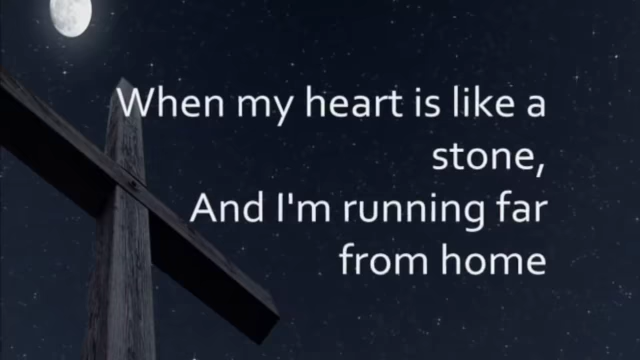 When my heart is like a
stone,
And I'm running far
from home